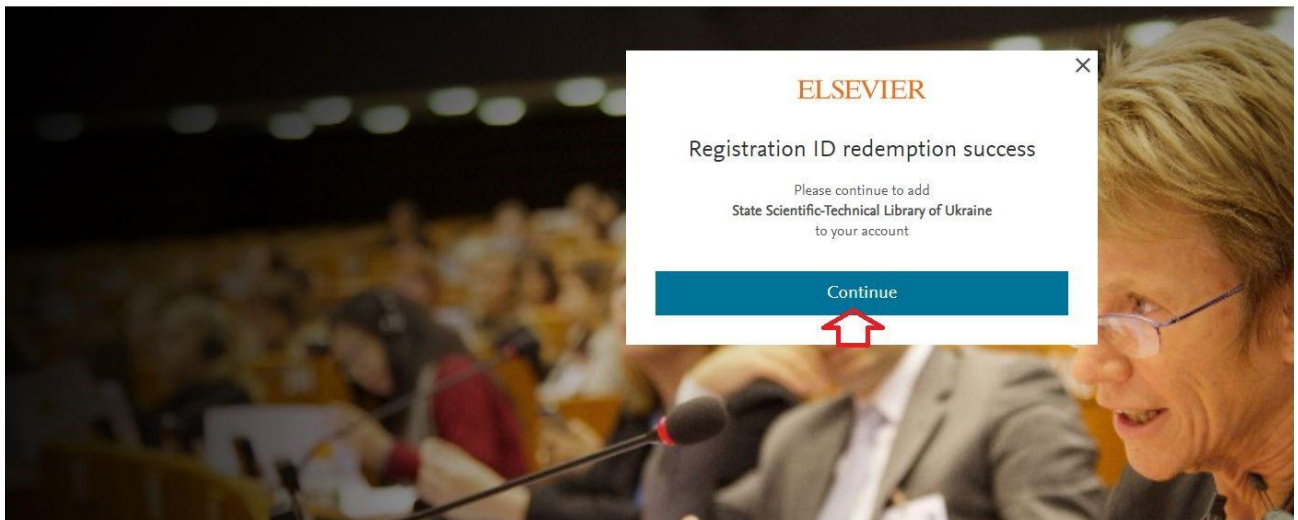 ELSEVIER
Registration ID redemption success
Please continue to add
State Scientific-Technical Library of Ukraine
to your account
Continue